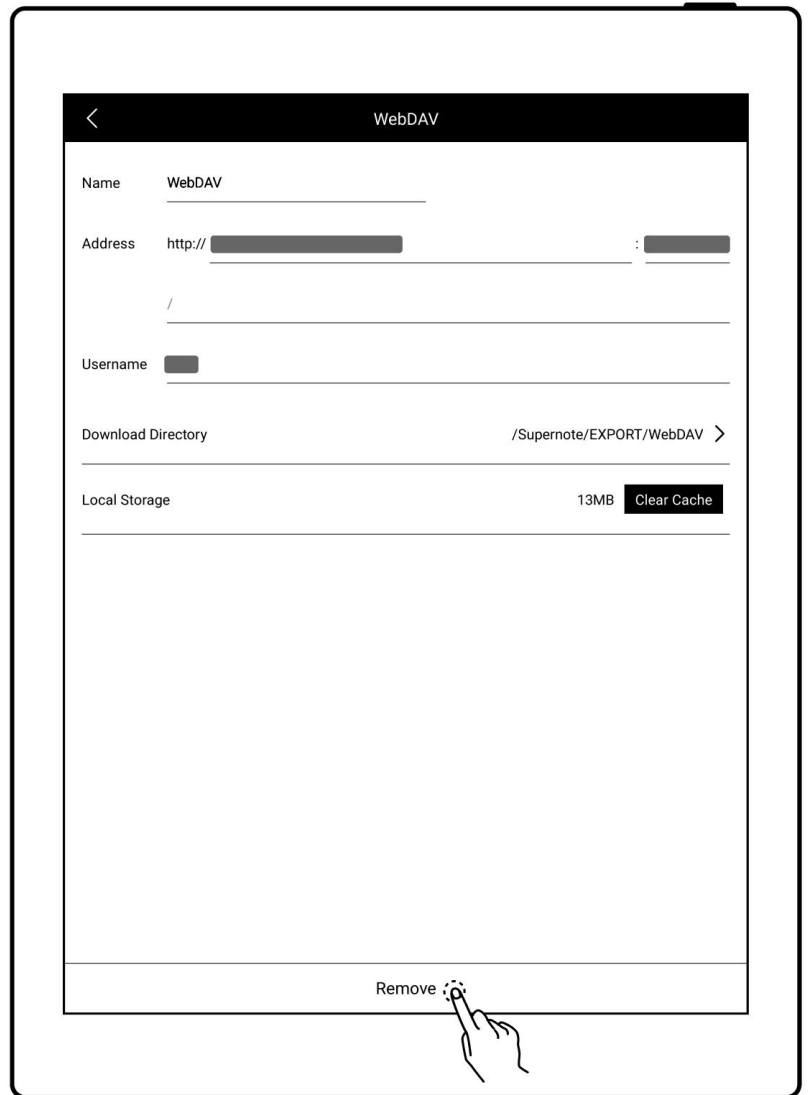 WebDAV
Name WebDAV
Address http:// :
/
Username
Download Directory /Supernote/EXPORT/WebDAV
Local Storage 13MB Clear Cache
Remove